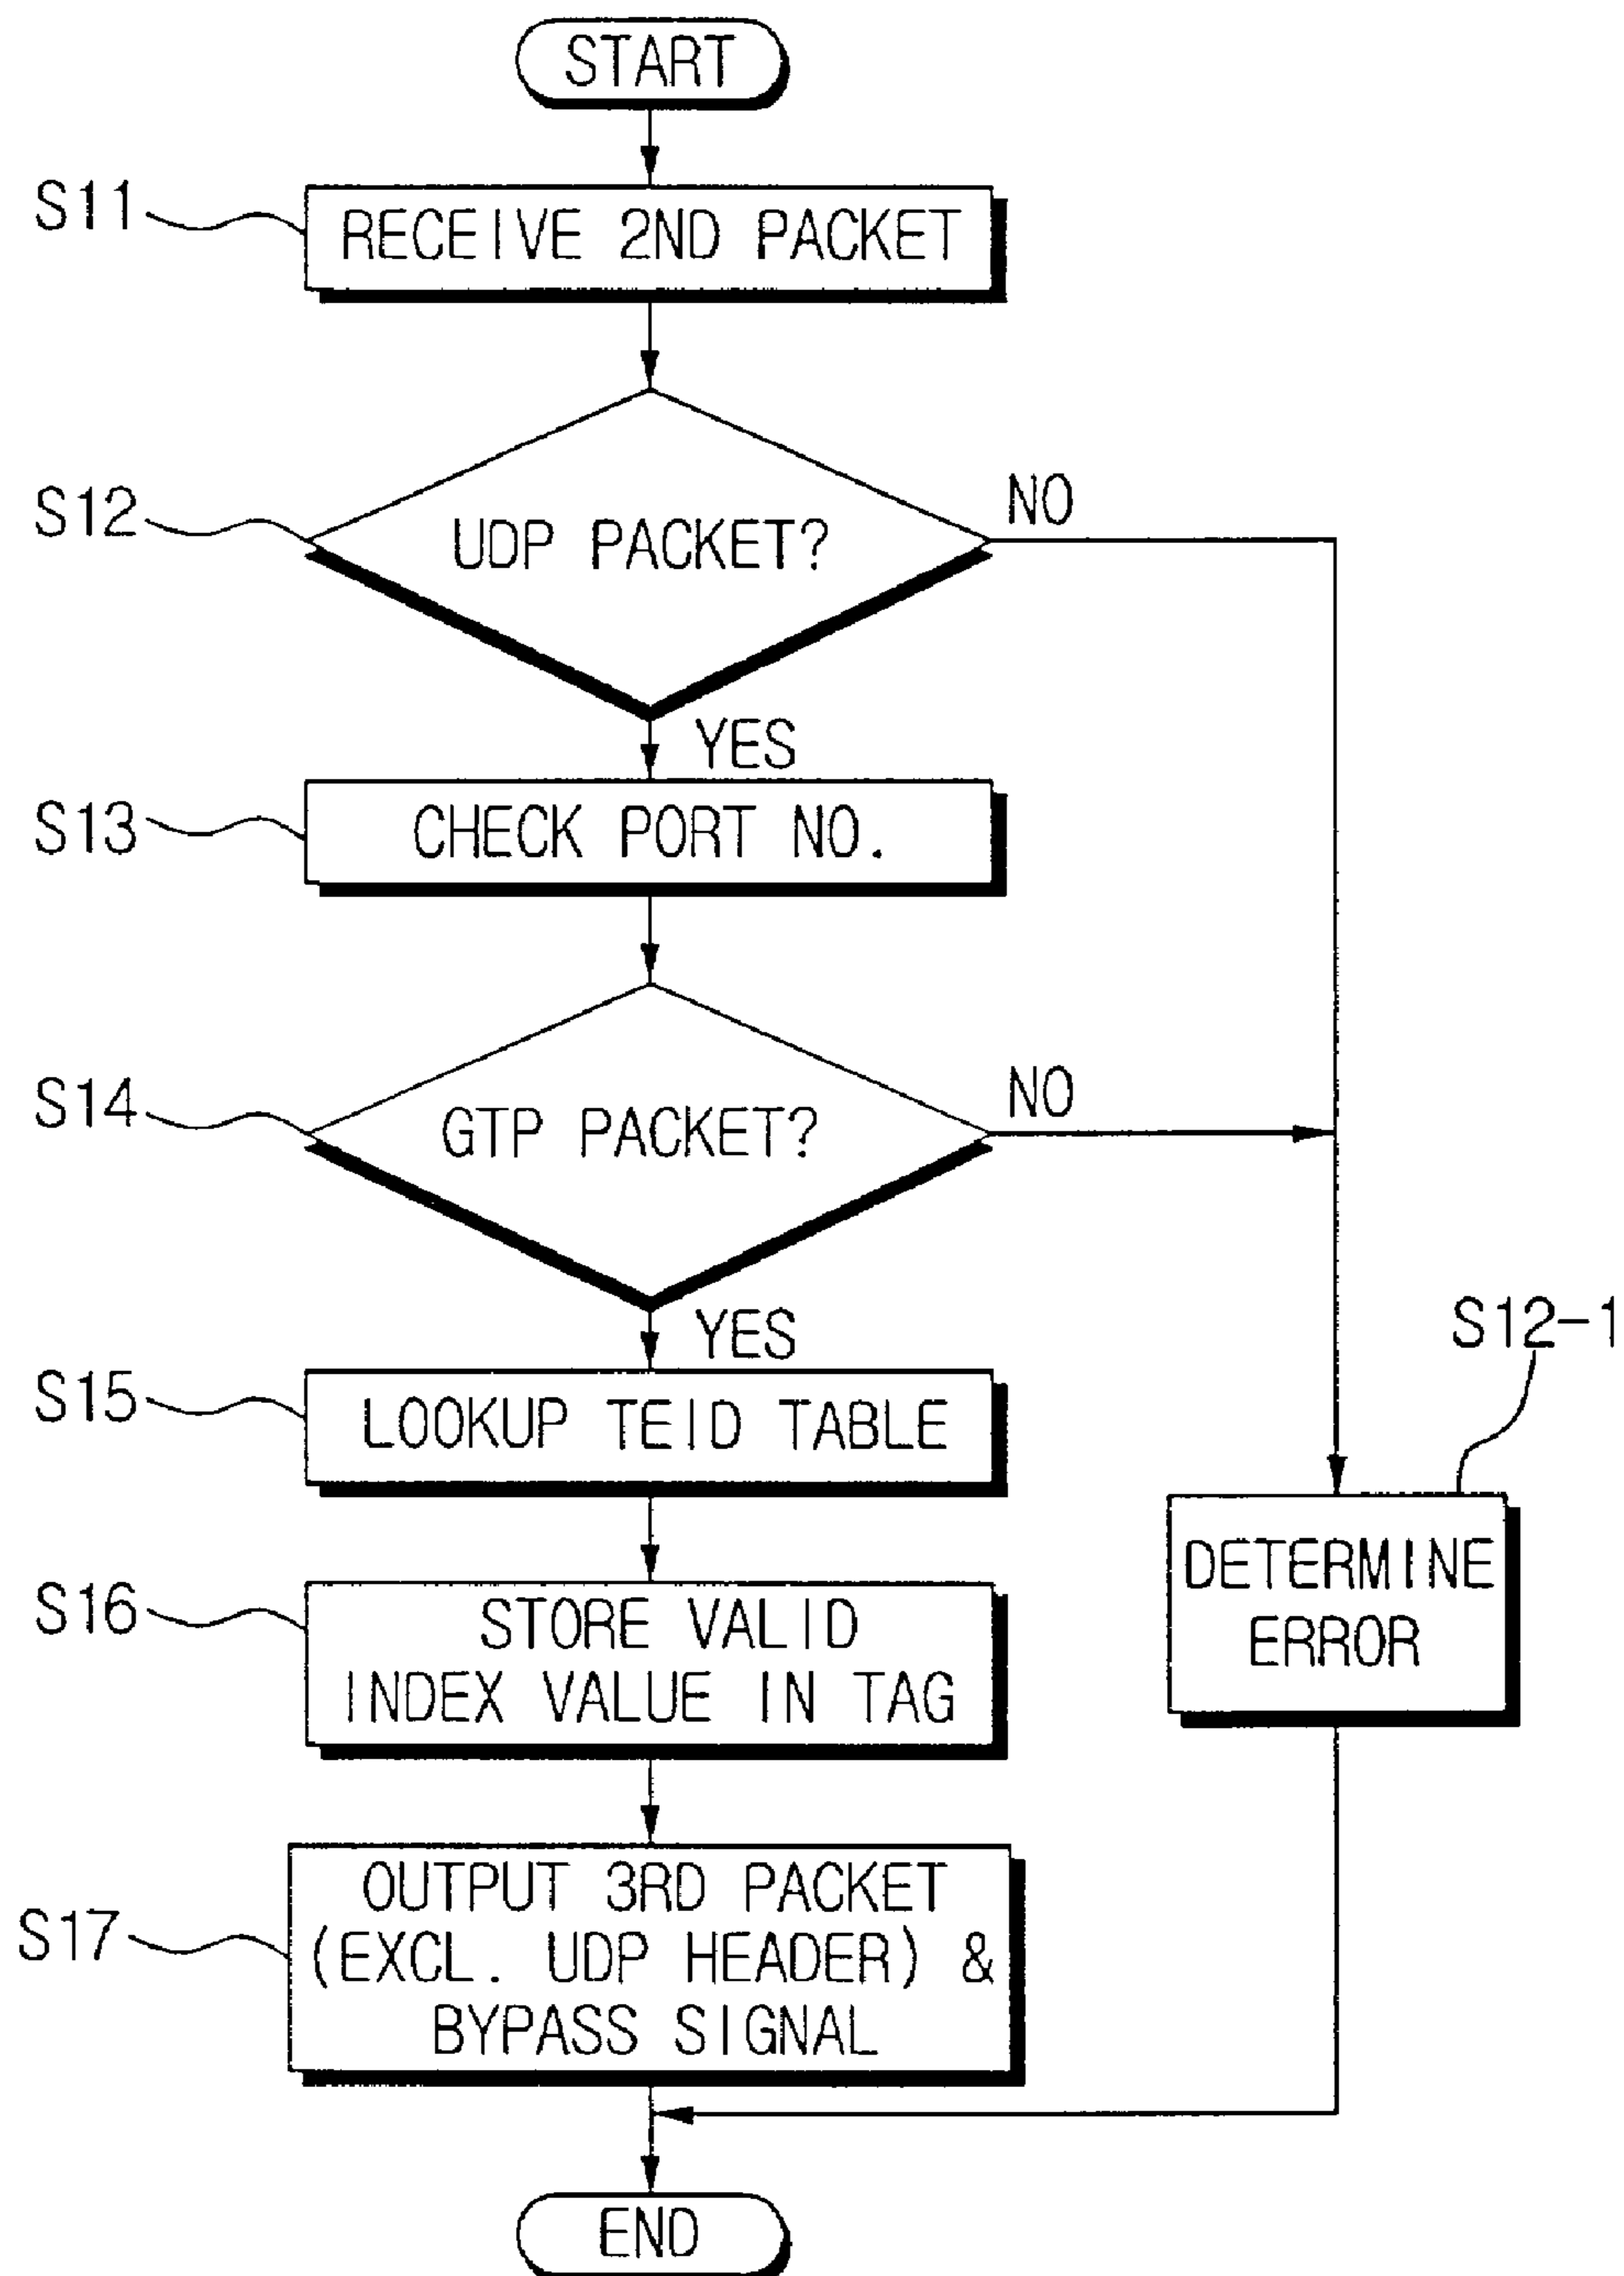 START
S11
RECEIVE 2ND PACKET
S12
UDP PACKET?
NO
YES
S13
CHECK PORT NO.
S14
GTP PACKET?
NO
YES
S12-1
S15
LOOKUP TEID TABLE
DETERMINE
ERROR
S16
STORE VALID
INDEX VALUE IN TAG
S17
OUTPUT 3RD PACKET
(EXCL. UDP HEADER) &
BYPASS SIGNAL
END